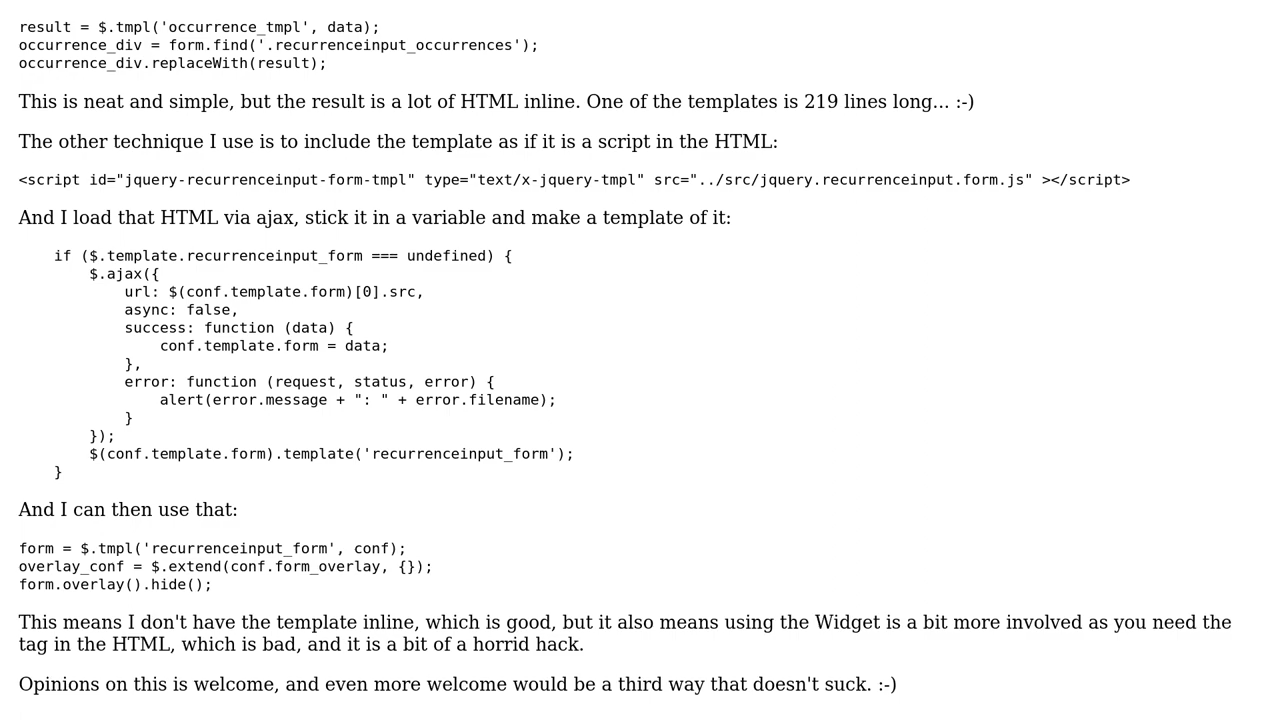 result = $.tmpl('occurrence_tmpl', data);
occurrence_div = form.find('.recurrenceinput_occurrences');
occurrence_div.replaceWith(result);
This is neat and simple, but the result is a lot of HTML inline. One of the templates is 219 lines long... :-)
The other technique I use is to include the template as if it is a script in the HTML:
<script id="jquery-recurrenceinput-form-tmpl" type="text/x-jquery-tmpl" src="../src/jquery.recurrenceinput.form.js" ></script>
And I load that HTML via ajax, stick it in a variable and make a template of it:
    if ($.template.recurrenceinput_form === undefined) {
        $.ajax({
            url: $(conf.template.form)[0].src,
            async: false,
            success: function (data) {
                conf.template.form = data;
            },
            error: function (request, status, error) {
                alert(error.message + ": " + error.filename);
            }
        });
        $(conf.template.form).template('recurrenceinput_form');
    }
And I can then use that:
form = $.tmpl('recurrenceinput_form', conf);
overlay_conf = $.extend(conf.form_overlay, {});
form.overlay().hide();
This means I don't have the template inline, which is good, but it also means using the Widget is a bit more involved as you need the
tag in the HTML, which is bad, and it is a bit of a horrid hack.
Opinions on this is welcome, and even more welcome would be a third way that doesn't suck. :-)